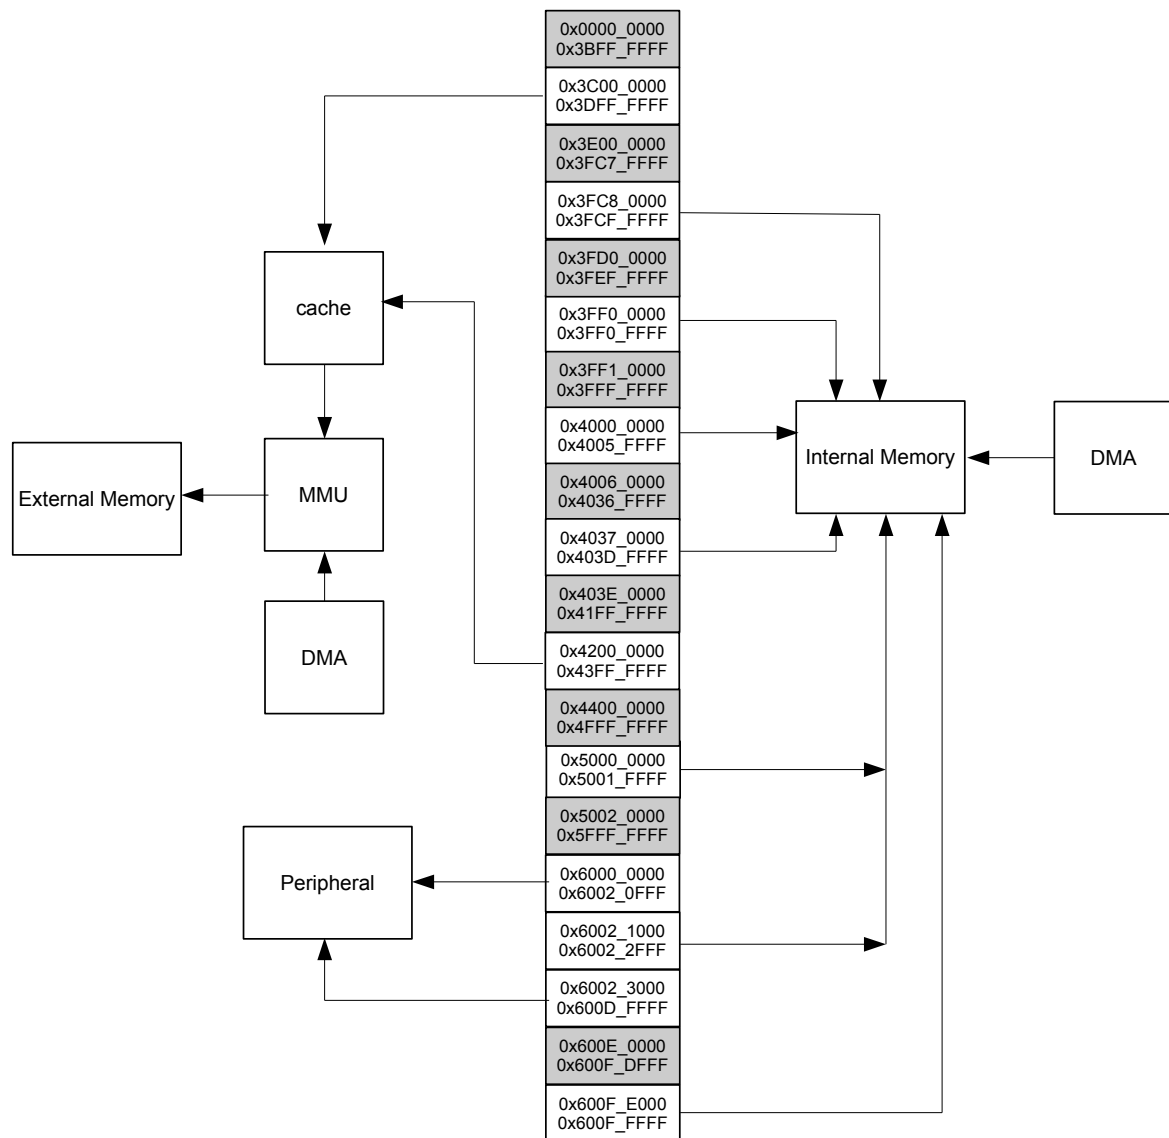 0x0000_0000
0x3BFF_FFFF
0x3C00_0000
0x3DFF_FFFF
0x3E00_0000
0x3FC7_FFFF
0x3FC8_0000
0x3FCF_FFFF
0x3FD0_0000
0x3FEF_FFFF
cache
0x3FF0_0000
0x3FF0_FFFF
0x3FF1_0000
0x3FFF_FFFF
0x4000_0000
0x4005_FFFF
Internal Memory
DMA
External Memory
MMU
0x4006_0000
0x4036_FFFF
0x4037_0000
0x403D_FFFF
0x403E_0000
0x41FF_FFFF
DMA
0x4200_0000
0x43FF_FFFF
0x4400_0000
0x4FFF_FFFF
0x5000_0000
0x5001_FFFF
0x5002_0000
0x5FFF_FFFF
Peripheral
0x6000_0000
0x6002_0FFF
0x6002_1000
0x6002_2FFF
0x6002_3000
0x600D_FFFF
0x600E_0000
0x600F_DFFF
0x600F_E000
0x600F_FFFF